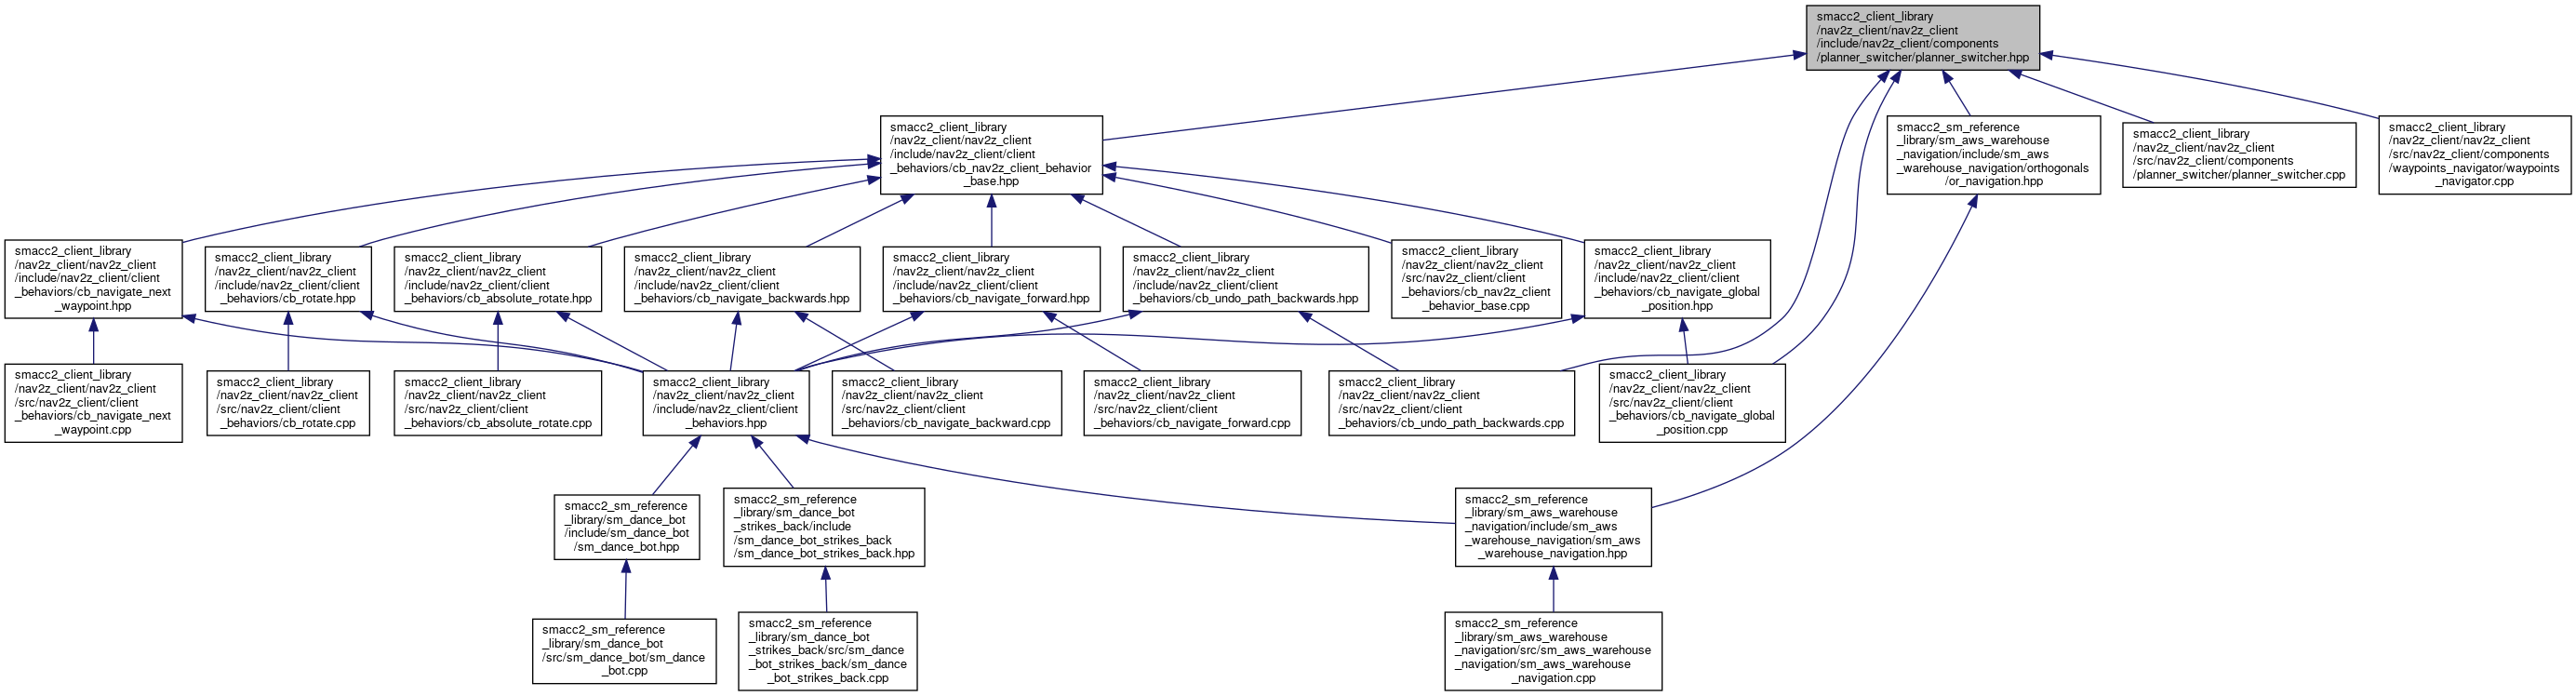 smacc2_client_library
/nav2z_client/nav2z_client
/include/nav2z_client/components
/planner_switcher/planner_switcher.hpp
smacc2_client_library
/nav2z_client/nav2z_client
/include/nav2z_client/client
_behaviors/cb_nav2z_client_behavior
_base.hpp
smacc2_sm_reference
_library/sm_aws_warehouse
_navigation/include/sm_aws
_warehouse_navigation/orthogonals
/or_navigation.hpp
smacc2_client_library
/nav2z_client/nav2z_client
/src/nav2z_client/components
/planner_switcher/planner_switcher.cpp
smacc2_client_library
/nav2z_client/nav2z_client
/src/nav2z_client/components
/waypoints_navigator/waypoints
_navigator.cpp
smacc2_client_library
/nav2z_client/nav2z_client
/include/nav2z_client/client
_behaviors/cb_navigate_next
_waypoint.hpp
smacc2_client_library
/nav2z_client/nav2z_client
/include/nav2z_client/client
_behaviors/cb_rotate.hpp
smacc2_client_library
/nav2z_client/nav2z_client
/include/nav2z_client/client
_behaviors/cb_absolute_rotate.hpp
smacc2_client_library
/nav2z_client/nav2z_client
/include/nav2z_client/client
_behaviors/cb_navigate_backwards.hpp
smacc2_client_library
/nav2z_client/nav2z_client
/include/nav2z_client/client
_behaviors/cb_navigate_forward.hpp
smacc2_client_library
/nav2z_client/nav2z_client
/include/nav2z_client/client
_behaviors/cb_undo_path_backwards.hpp
smacc2_client_library
/nav2z_client/nav2z_client
/src/nav2z_client/client
_behaviors/cb_nav2z_client
_behavior_base.cpp
smacc2_client_library
/nav2z_client/nav2z_client
/include/nav2z_client/client
_behaviors/cb_navigate_global
_position.hpp
smacc2_client_library
/nav2z_client/nav2z_client
/src/nav2z_client/client
_behaviors/cb_navigate_next
_waypoint.cpp
smacc2_client_library
/nav2z_client/nav2z_client
/src/nav2z_client/client
_behaviors/cb_rotate.cpp
smacc2_client_library
/nav2z_client/nav2z_client
/src/nav2z_client/client
_behaviors/cb_absolute_rotate.cpp
smacc2_client_library
/nav2z_client/nav2z_client
/include/nav2z_client/client
_behaviors.hpp
smacc2_client_library
/nav2z_client/nav2z_client
/src/nav2z_client/client
_behaviors/cb_navigate_backward.cpp
smacc2_client_library
/nav2z_client/nav2z_client
/src/nav2z_client/client
_behaviors/cb_navigate_forward.cpp
smacc2_client_library
/nav2z_client/nav2z_client
/src/nav2z_client/client
_behaviors/cb_undo_path_backwards.cpp
smacc2_client_library
/nav2z_client/nav2z_client
/src/nav2z_client/client
_behaviors/cb_navigate_global
_position.cpp
smacc2_sm_reference
_library/sm_dance_bot
/include/sm_dance_bot
/sm_dance_bot.hpp
smacc2_sm_reference
_library/sm_dance_bot
_strikes_back/include
/sm_dance_bot_strikes_back
/sm_dance_bot_strikes_back.hpp
smacc2_sm_reference
_library/sm_aws_warehouse
_navigation/include/sm_aws
_warehouse_navigation/sm_aws
_warehouse_navigation.hpp
smacc2_sm_reference
_library/sm_dance_bot
/src/sm_dance_bot/sm_dance
_bot.cpp
smacc2_sm_reference
_library/sm_dance_bot
_strikes_back/src/sm_dance
_bot_strikes_back/sm_dance
_bot_strikes_back.cpp
smacc2_sm_reference
_library/sm_aws_warehouse
_navigation/src/sm_aws_warehouse
_navigation/sm_aws_warehouse
_navigation.cpp